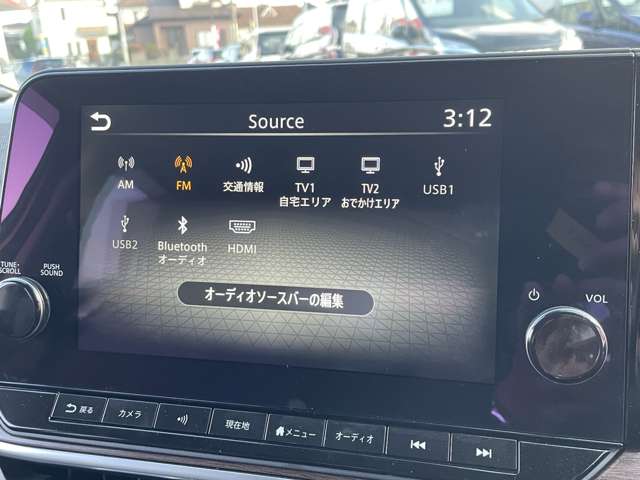 Source 3:12
AM FM 交通情報 TV1 TV2 USB1
自宅エリア おでかけエリア
USB2 Bluetooth HDMI
オーディオ
TUNE・SCROLL
PUSH SOUND
オーディオソースバーの編集
VOL
戻る カメラ 現在地 メニュー オーディオ